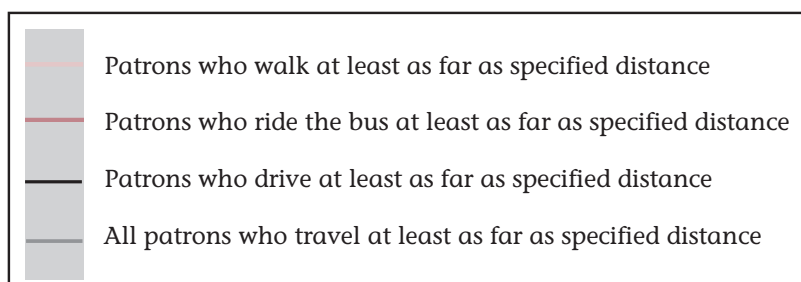 Patrons who walk at least as far as specified distance
Patrons who ride the bus at least as far as specified distance
Patrons who drive at least as far as specified distance
All patrons who travel at least as far as specified distance